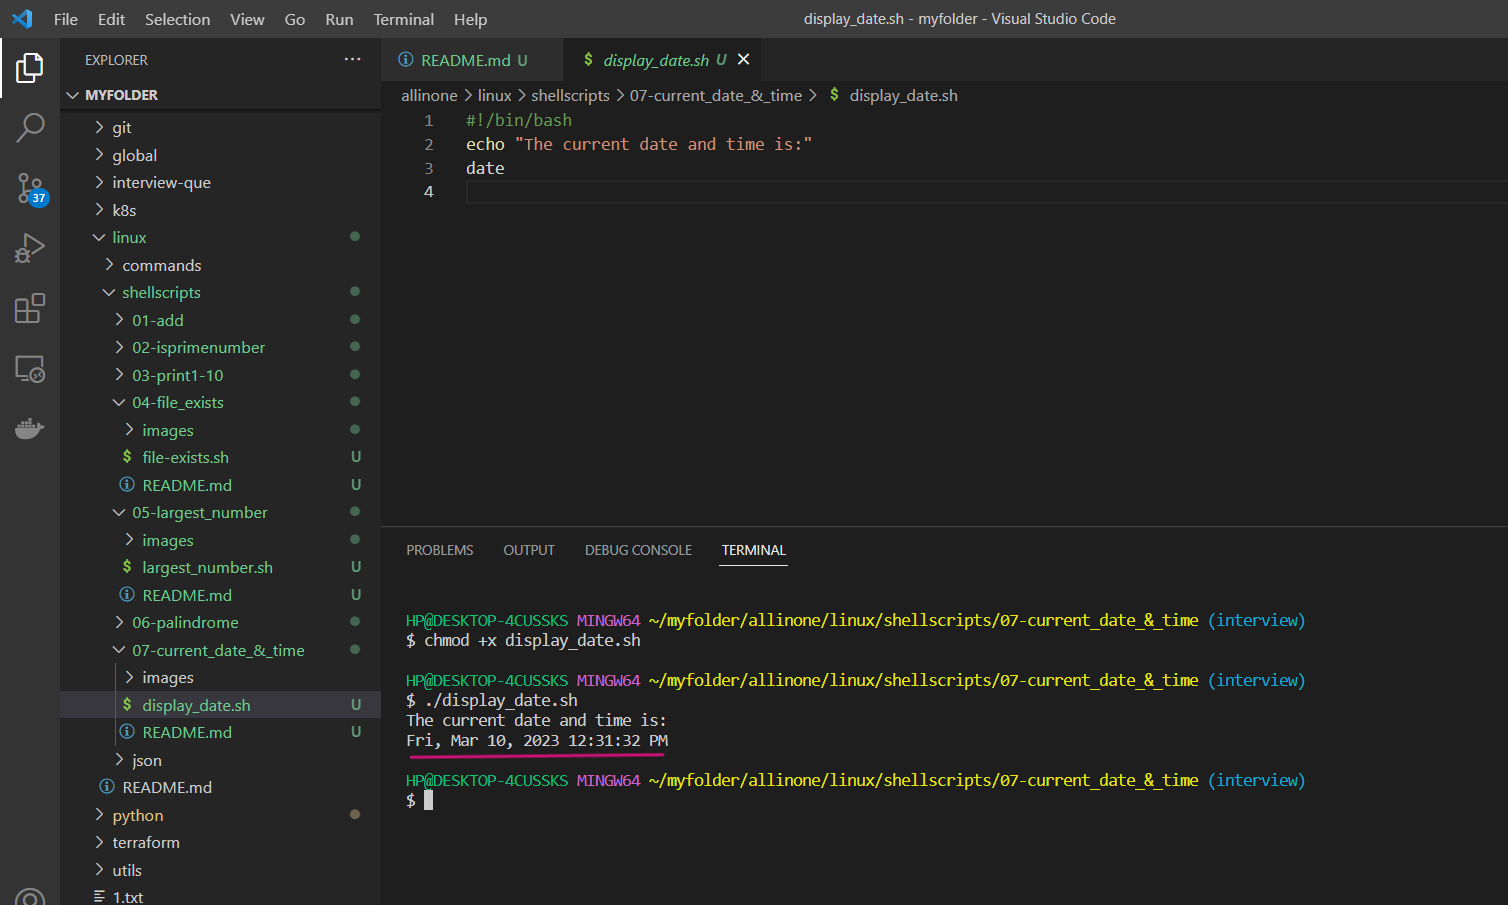 File Edit Selection View Go Run Terminal Help
display_date.sh - myfolder - Visual Studio Code
EXPLORER ...
MYFOLDER
git
global
interview-que
k8s
linux
commands
shellscripts
01-add
02-isprimenumber
03-print1-10
04-file_exists
images
$ file-exists.sh U
README.md U
05-largest_number
images
$ largest_number.sh U
README.md U
06-palindrome
07-current_date_&_time
images
$ display_date.sh U
README.md U
json
README.md
python
terraform
utils
1.txt
37
README.md U
$ display_date.sh U
allinone > linux > shellscripts > 07-current_date_&_time > $ display_date.sh
1 #!/bin/bash
2 echo "The current date and time is:"
3 date
4
PROBLEMS OUTPUT DEBUG CONSOLE TERMINAL
HP@DESKTOP-4CUSSKS MINGW64 ~/myfolder/allinone/linux/shellscripts/07-current_date_&_time (interview)
$ chmod +x display_date.sh
HP@DESKTOP-4CUSSKS MINGW64 ~/myfolder/allinone/linux/shellscripts/07-current_date_&_time (interview)
$ ./display_date.sh
The current date and time is:
Fri, Mar 10, 2023 12:31:32 PM
HP@DESKTOP-4CUSSKS MINGW64 ~/myfolder/allinone/linux/shellscripts/07-current_date_&_time (interview)
$